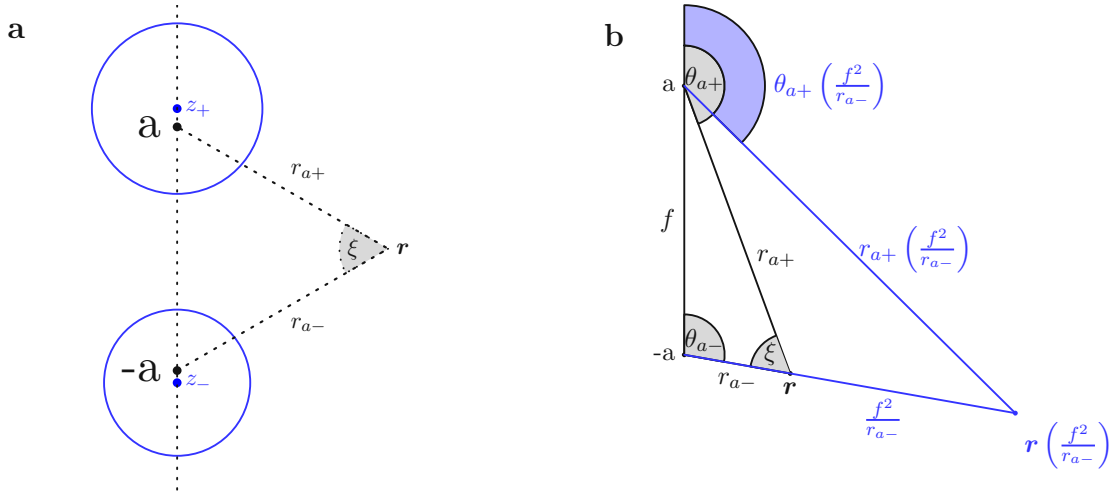 a
z₊
a
r_{a+}
ξ
r
r_{a−}
-a
z₋
b
a
θ_{a+}
θ_{a+} (f²/r_{a−})
f
r_{a+}
r_{a+} (f²/r_{a−})
-a
θ_{a−}
ξ
r_{a−}
r
f²/r_{a−}
r (f²/r_{a−})